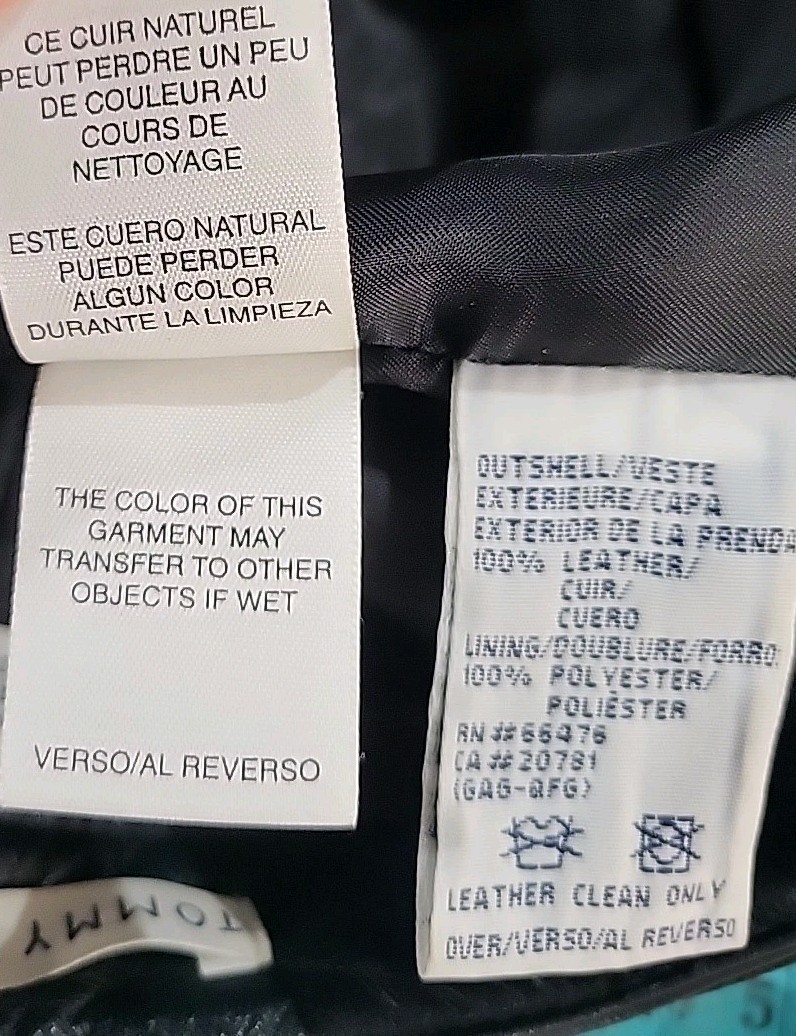 CE CUIR NATUREL
PEUT PERDRE UN PEU
DE COULEUR AU
COURS DE
NETTOYAGE
ESTE CUERO NATURAL
PUEDE PERDER
ALGUN COLOR
DURANTE LA LIMPIEZA
THE COLOR OF THIS
GARMENT MAY
TRANSFER TO OTHER
OBJECTS IF WET
VERSO/AL REVERSO
TOMMY
OUTSHELL/VESTE
EXTERIEURE/CAPA
EXTERIOR DE LA PRENDA
100% LEATHER/
CUIR/
CUERO
LINING/DOUBLURE/FORRO:
100% POLYESTER/
POLIÉSTER
RN #66476
CA #20781
(GAG-QFG)
LEATHER CLEAN ONLY
OVER/VERSO/AL REVERSO
5